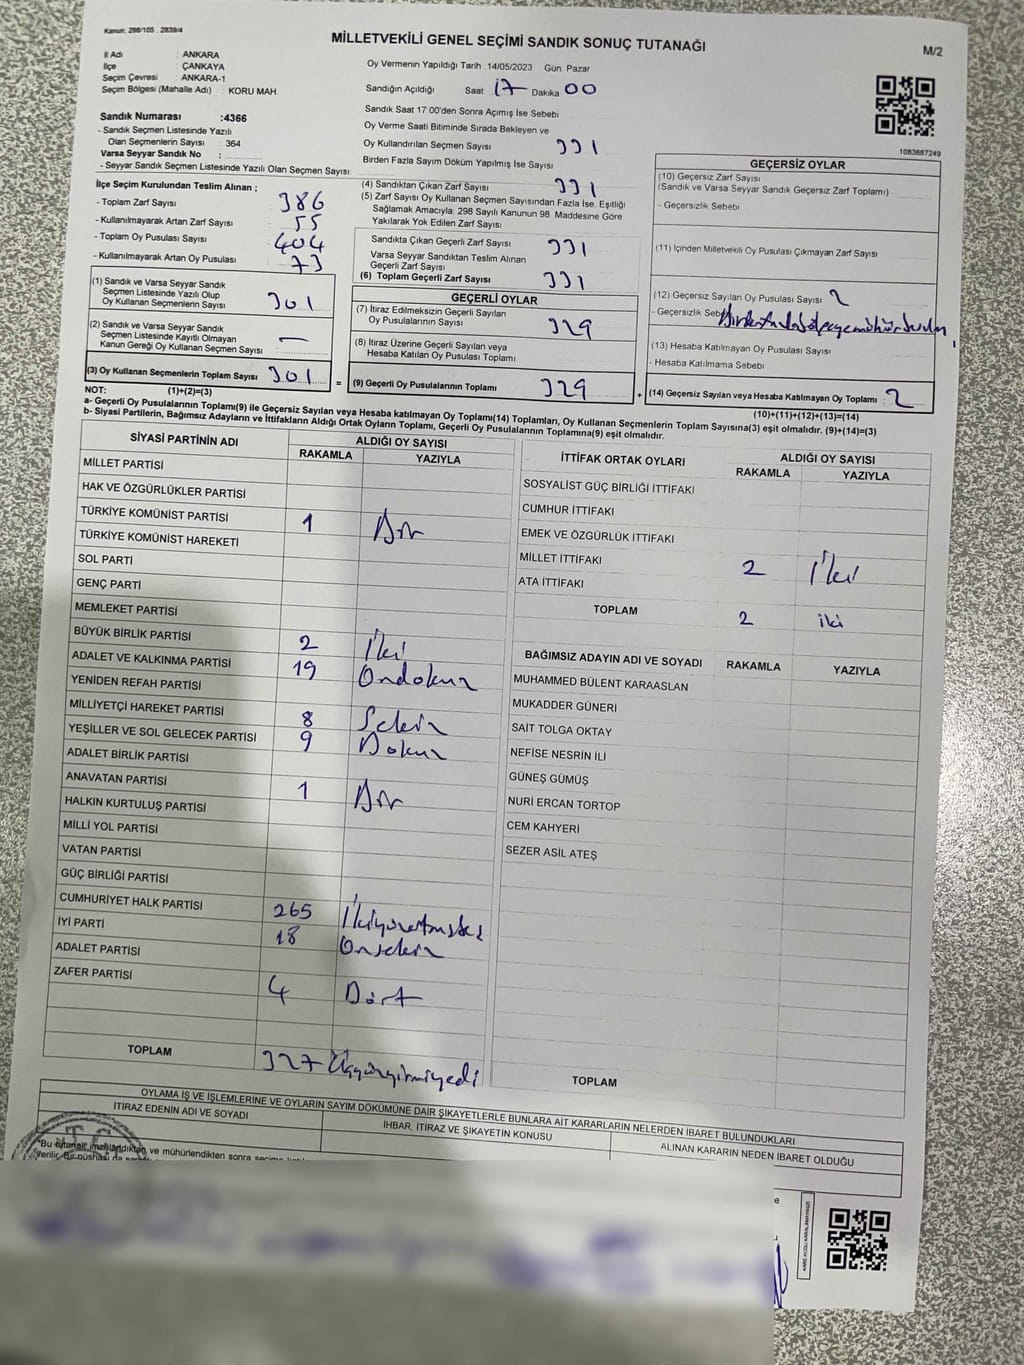 Kanun: 298/105 , 2839/4
MİLLETVEKİLİ GENEL SEÇİMİ SANDIK SONUÇ TUTANAĞI
M/2
İl Adı : ANKARA
İlçe : ÇANKAYA
Seçim Çevresi : ANKARA-1
Seçim Bölgesi (Mahalle Adı) : KORU MAH
Oy Vermenin Yapıldığı Tarih :14/05/2023 Gün: Pazar
Sandığın Açıldığı Saat: 17 Dakika 00
Sandık Saat 17:00'den Sonra Açımış İse Sebebi
Sandık Numarası :4366
- Sandık Seçmen Listesinde Yazılı
Olan Seçmenlerin Sayısı : 364
Varsa Seyyar Sandık No :
- Seyyar Sandık Seçmen Listesinde Yazılı Olan Seçmen Sayısı
Oy Verme Saati Bitiminde Sırada Bekleyen ve
Oy Kullandırılan Seçmen Sayısı 331
Birden Fazla Sayım Döküm Yapılmış İse Sayısı
1083687249
İlçe Seçim Kurulundan Teslim Alınan ;
- Toplam Zarf Sayısı 386
- Kullanılmayarak Artan Zarf Sayısı 55
- Toplam Oy Pusulası Sayısı 404
- Kullanılmayarak Artan Oy Pusulası 73
(1) Sandık ve Varsa Seyyar Sandık
Seçmen Listesinde Yazılı Olup
Oy Kullanan Seçmenlerin Sayısı 301
(2) Sandık ve Varsa Seyyar Sandık
Seçmen Listesinde Kayıtlı Olmayan
Kanun Gereği Oy Kullanan Seçmen Sayısı : —
(3) Oy Kullanan Seçmenlerin Toplam Sayısı 301
(1)+(2)=(3)
(4) Sandıktan Çıkan Zarf Sayısı 331
(5) Zarf Sayısı Oy Kullanan Seçmen Sayısından Fazla İse, Eşitliği
Sağlamak Amacıyla, 298 Sayılı Kanunun 98. Maddesine Göre
Yakılarak Yok Edilen Zarf Sayısı
Sandıkta Çıkan Geçerli Zarf Sayısı 331
Varsa Seyyar Sandıktan Teslim Alınan
Geçerli Zarf Sayısı
(6) Toplam Geçerli Zarf Sayısı 331
GEÇERLİ OYLAR
(7) İtiraz Edilmeksizin Geçerli Sayılan
Oy Pusulalarının Sayısı 329
(8) İtiraz Üzerine Geçerli Sayılan veya
Hesaba Katılan Oy Pusulası Toplamı
= (9) Geçerli Oy Pusulalarının Toplamı 329
GEÇERSİZ OYLAR
(10) Geçersiz Zarf Sayısı
(Sandık ve Varsa Seyyar Sandık Geçersiz Zarf Toplamı)
- Geçersizlik Sebebi
(11) İçinden Milletvekili Oy Pusulası Çıkmayan Zarf Sayısı
(12) Geçersiz Sayılan Oy Pusulası Sayısı 2
- Geçersizlik Sebebi
(13) Hesaba Katılmayan Oy Pusulası Sayısı
- Hesaba Katılmama Sebebi
+ (14) Geçersiz Sayılan veya Hesaba Katılmayan Oy Toplamı : 2
(10)+(11)+(12)+(13)=(14)
NOT:
a- Geçerli Oy Pusulalarının Toplamı(9) ile Geçersiz Sayılan veya Hesaba katılmayan Oy Toplamı(14) Toplamları, Oy Kullanan Seçmenlerin Toplam Sayısına(3) eşit olmalıdır. (9)+(14)=(3)
b- Siyasi Partilerin, Bağımsız Adayların ve İttifakların Aldığı Ortak Oyların Toplamı, Geçerli Oy Pusulalarının Toplamına(9) eşit olmalıdır.
SİYASİ PARTİNİN ADI
ALDIĞI OY SAYISI
RAKAMLA YAZIYLA
MİLLET PARTİSİ
HAK VE ÖZGÜRLÜKLER PARTİSİ
TÜRKİYE KOMÜNİST PARTİSİ 1 Bir
TÜRKİYE KOMÜNİST HAREKETİ
SOL PARTİ
GENÇ PARTİ
MEMLEKET PARTİSİ
BÜYÜK BİRLİK PARTİSİ 2 İki
ADALET VE KALKINMA PARTİSİ 19 Ondokuz
YENİDEN REFAH PARTİSİ
MİLLİYETÇİ HAREKET PARTİSİ 8 Sekiz
YEŞİLLER VE SOL GELECEK PARTİSİ 9 Dokuz
ADALET BİRLİK PARTİSİ
ANAVATAN PARTİSİ 1 Bir
HALKIN KURTULUŞ PARTİSİ
MİLLİ YOL PARTİSİ
VATAN PARTİSİ
GÜÇ BİRLİĞİ PARTİSİ
CUMHURİYET HALK PARTİSİ 265 İkiyüzatmışbeş
İYİ PARTİ 18 Onsekiz
ADALET PARTİSİ
ZAFER PARTİSİ 4 Dört
TOPLAM 327 Üçyüzyirmiyedi
İTTİFAK ORTAK OYLARI
ALDIĞI OY SAYISI
RAKAMLA YAZIYLA
SOSYALİST GÜÇ BİRLİĞİ İTTİFAKI
CUMHUR İTTİFAKI
EMEK VE ÖZGÜRLÜK İTTİFAKI
MİLLET İTTİFAKI 2 İki
ATA İTTİFAKI
TOPLAM 2 iki
BAĞIMSIZ ADAYIN ADI VE SOYADI RAKAMLA YAZIYLA
MUHAMMED BÜLENT KARAASLAN
MUKADDER GÜNERİ
SAİT TOLGA OKTAY
NEFİSE NESRİN İLİ
GÜNEŞ GÜMÜŞ
NURİ ERCAN TORTOP
CEM KAHYERİ
SEZER ASİL ATEŞ
TOPLAM
OYLAMA İŞ VE İŞLEMLERİNE VE OYLARIN SAYIM DÖKÜMÜNE DAİR ŞİKAYETLERLE BUNLARA AİT KARARLARIN NELERDEN İBARET BULUNDUKLARI
İTİRAZ EDENİN ADI VE SOYADI
İHBAR, İTİRAZ VE ŞİKAYETİN KONUSU
ALINAN KARARIN NEDEN İBARET OLDUĞU
"Bu tutanak imzalandıktan ve mühürlendikten sonra